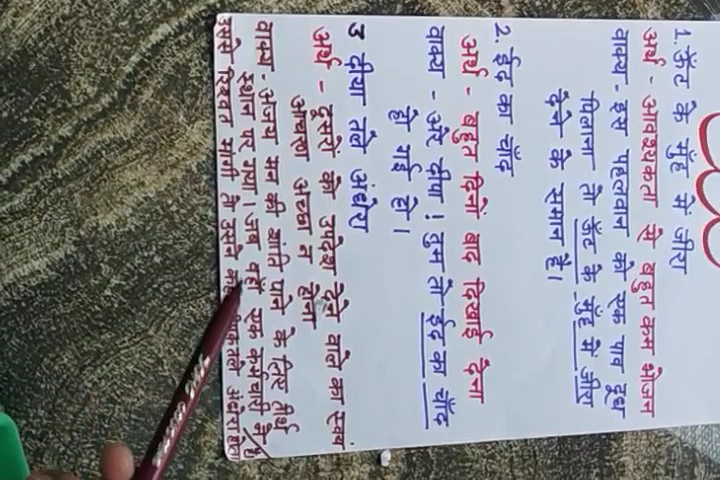 1. ऊँट के मुँह में जीरा
अर्थ - आवश्यकता से बहुत कम भोजन
वाक्य - इस पहलवान को एक पाव दूध
पिलाना तो ऊँट के मुँह में जीरा
देने के समान है।
2. ईद का चाँद
अर्थ - बहुत दिनों बाद दिखाई देना
वाक्य - अरे दीपा ! तुम तो ईद का चाँद
हो गई हो।
3 दीया तले अंधेरा
अर्थ - दूसरों को उपदेश देने वाले का स्वयं
आचरण अच्छा न होना
वाक्य - अजय मन की शांति पाने के लिए तीर्थ
स्थान पर गया। जब वहाँ एक कर्मचारी ने
उससे रिश्वत माँगी तो उसने तले अंधेरा